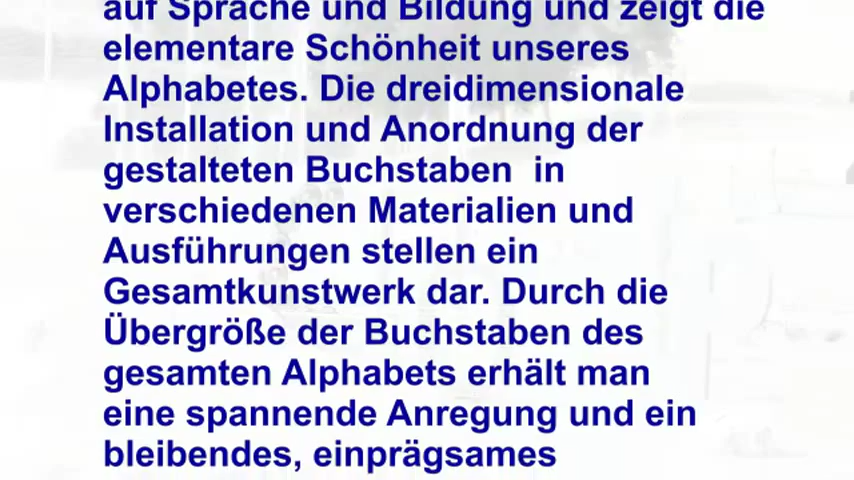 auf Sprache und Bildung und zeigt die
elementare Schönheit unseres
Alphabetes. Die dreidimensionale
Installation und Anordnung der
gestalteten Buchstaben  in
verschiedenen Materialien und
Ausführungen stellen ein
Gesamtkunstwerk dar. Durch die
Übergröße der Buchstaben des
gesamten Alphabets erhält man
eine spannende Anregung und ein
bleibendes, einprägsames